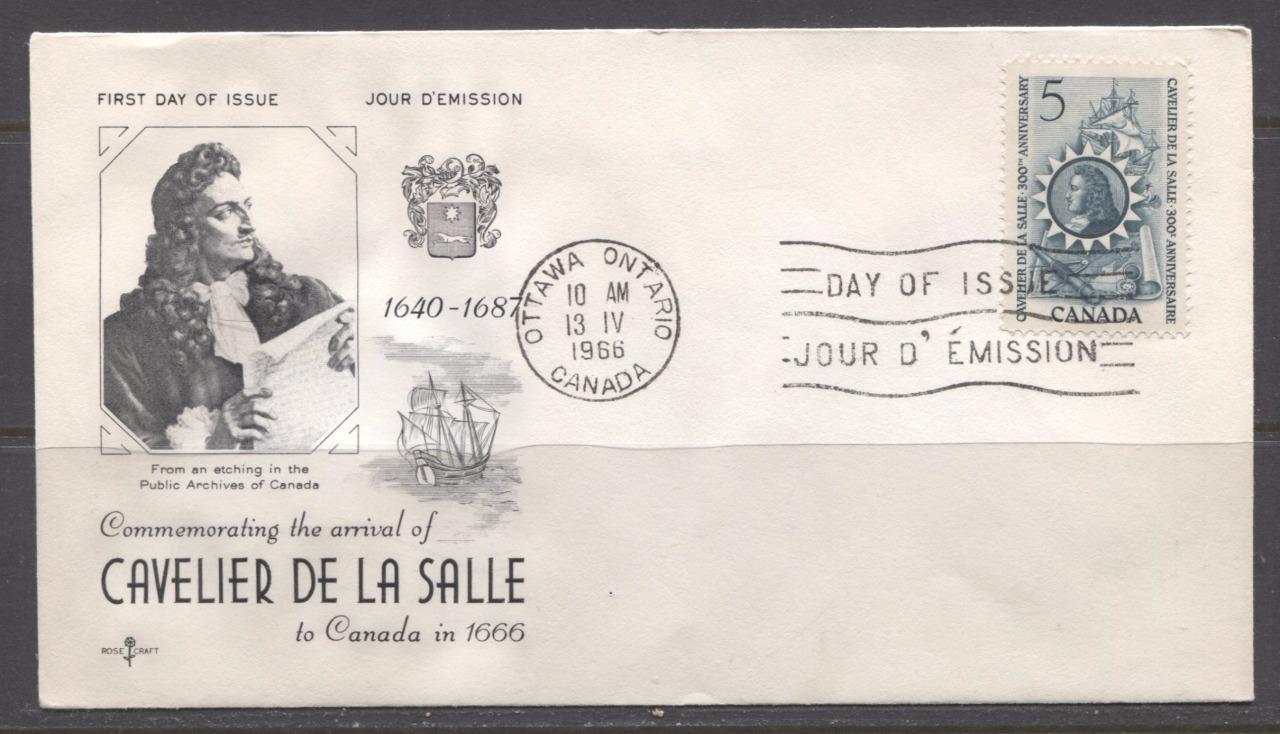 FIRST DAY OF ISSUE
JOUR D'EMISSION
1640-1687
From an etching in the
Public Archives of Canada
Commemorating the arrival of
CAVELIER DE LA SALLE
to Canada in 1666
ROSE CRAFT
OTTAWA ONTARIO
10 AM
13 IV
1966
CANADA
DAY OF ISSUE
JOUR D' ÉMISSION
5
CAVELIER DE LA SALLE · 300TH ANNIVERSARY
CAVELIER DE LA SALLE · 300E ANNIVERSAIRE
CANADA